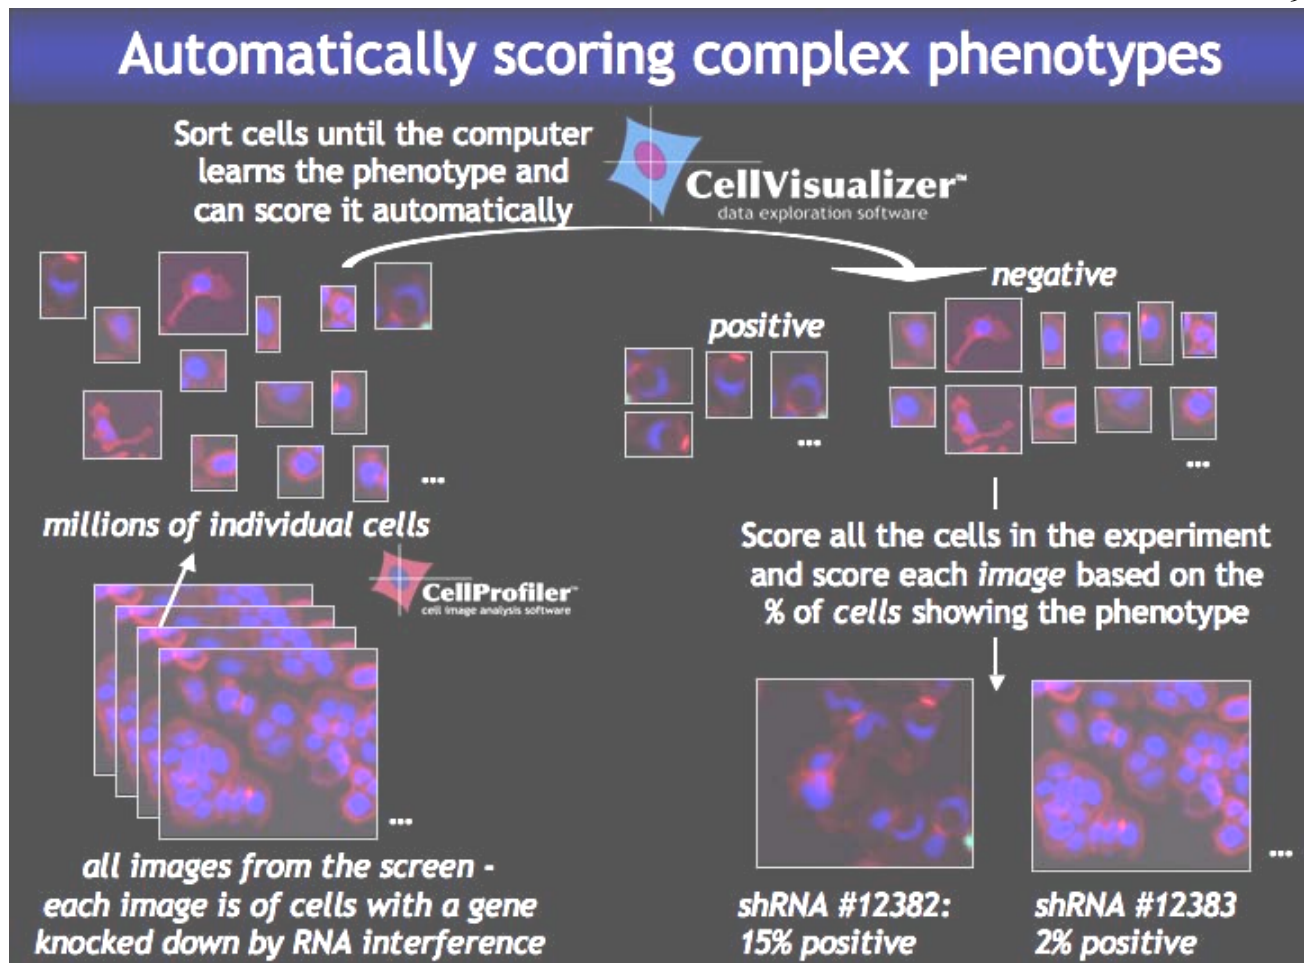 Automatically scoring complex phenotypes
Sort cells until the computer
learns the phenotype and
can score it automatically
CellVisualizer™
data exploration software
negative
positive
...
...
...
millions of individual cells
CellProfiler™
cell image analysis software
Score all the cells in the experiment
and score each image based on the
% of cells showing the phenotype
...
...
all images from the screen -
each image is of cells with a gene
knocked down by RNA interference
shRNA #12382:
15% positive
shRNA #12383
2% positive